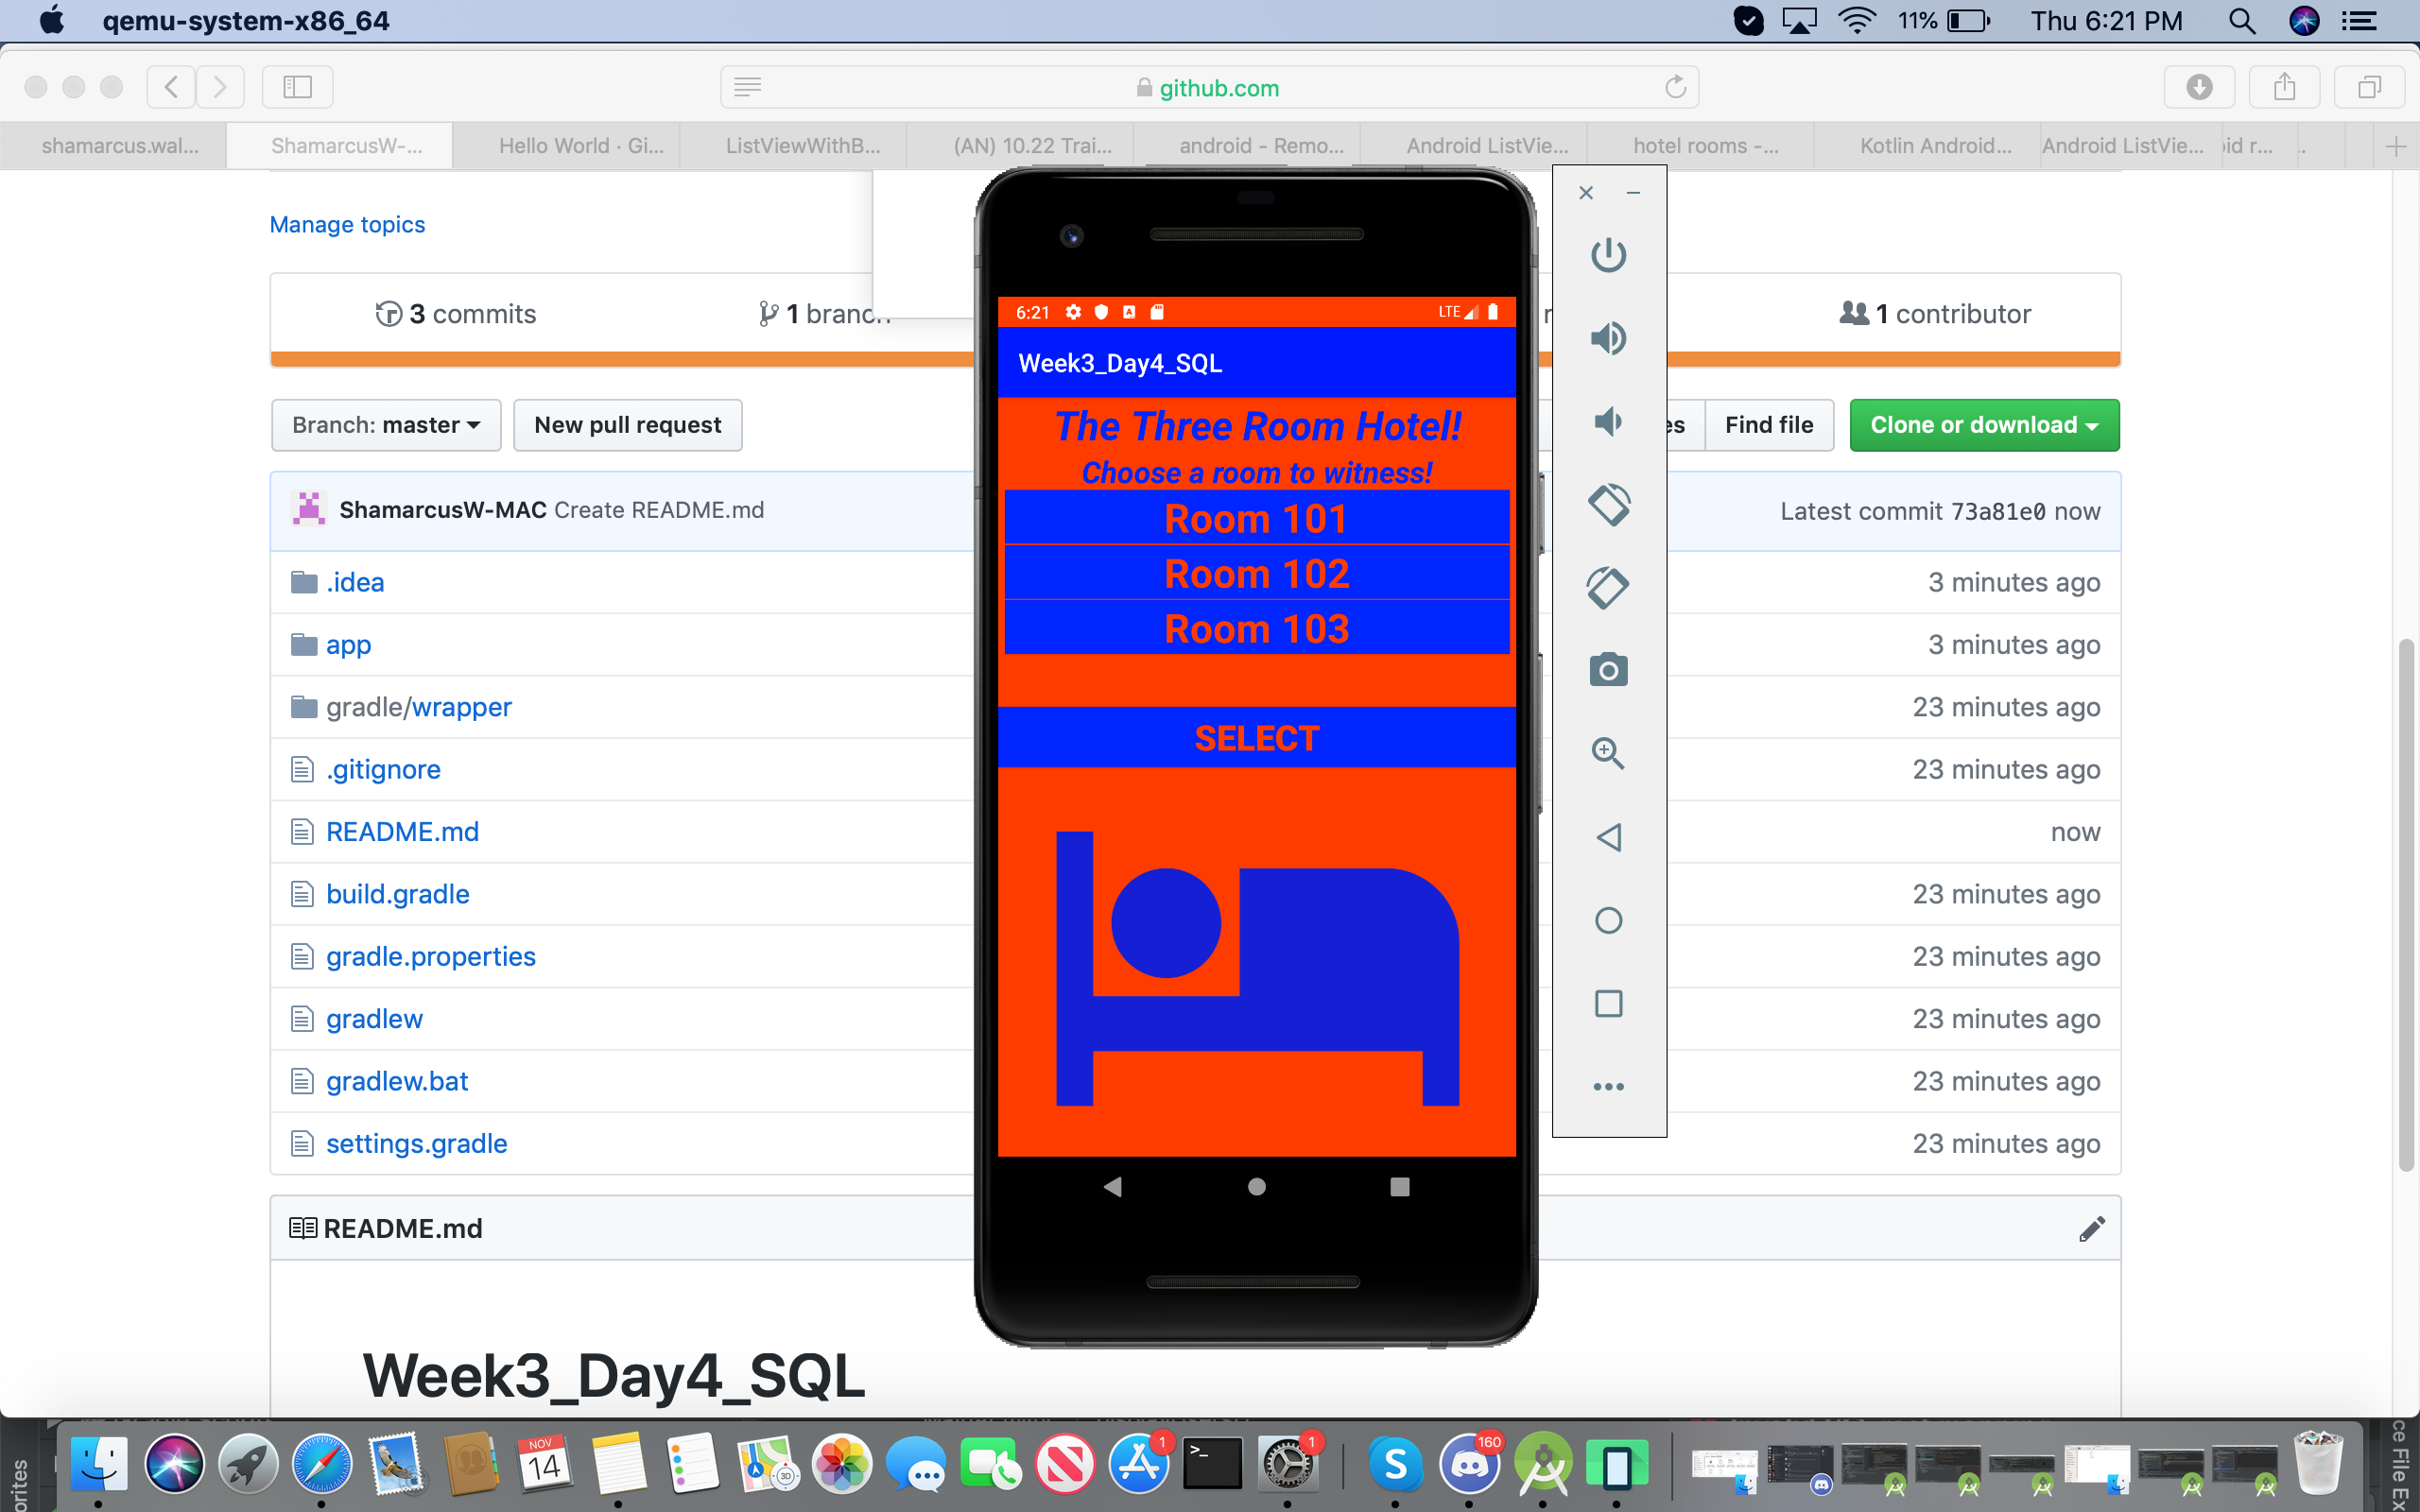 qemu-system-x86_64
11%
Thu 6:21 PM
github.com
shamarcus.wal...
ShamarcusW-...
Hello World · Gi...
ListViewWithB...
(AN) 10.22 Trai...
android - Remo...
Android ListVie...
hotel rooms -...
Kotlin Android...
Android ListVie...
Manage topics
3 commits
1 branch
1 contributor
Branch: master
New pull request
es
Find file
Clone or download
ShamarcusW-MAC Create README.md
Latest commit 73a81e0 now
.idea
3 minutes ago
app
3 minutes ago
gradle/wrapper
23 minutes ago
.gitignore
23 minutes ago
README.md
now
build.gradle
23 minutes ago
gradle.properties
23 minutes ago
gradlew
23 minutes ago
gradlew.bat
23 minutes ago
settings.gradle
23 minutes ago
README.md
Week3_Day4_SQL
6:21
LTE
Week3_Day4_SQL
The Three Room Hotel!
Choose a room to witness!
Room 101
Room 102
Room 103
SELECT
NOV
14
3D
1
>_
1
S
160
orites
ce File Ex